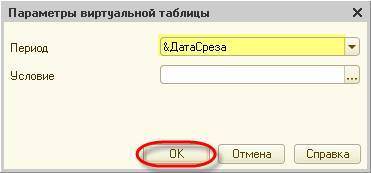 Параметры виртуальной таблицы
Период &ДатаСреза
Условие ...
OK Отмена Справка